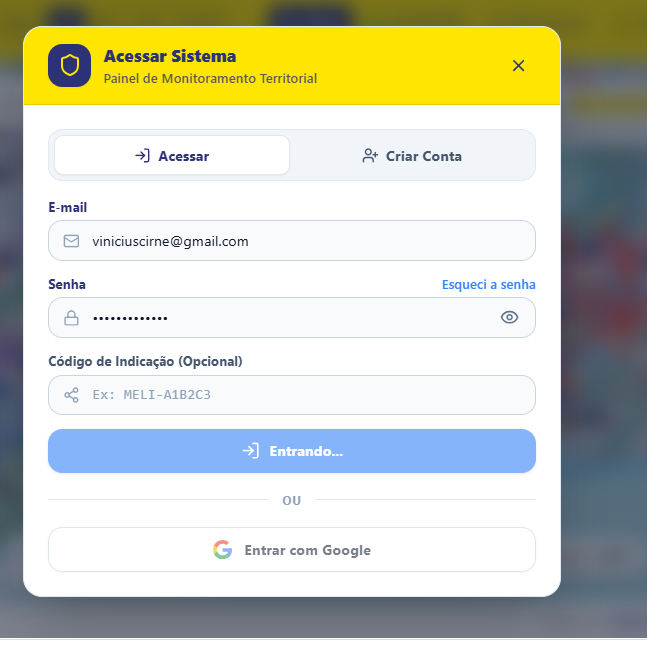 Acessar Sistema
Painel de Monitoramento Territorial
Acessar
Criar Conta
E-mail
viniciuscirne@gmail.com
Senha
Esqueci a senha
•••••••••••••
Código de Indicação (Opcional)
Ex: MELI-A1B2C3
Entrando...
OU
Entrar com Google